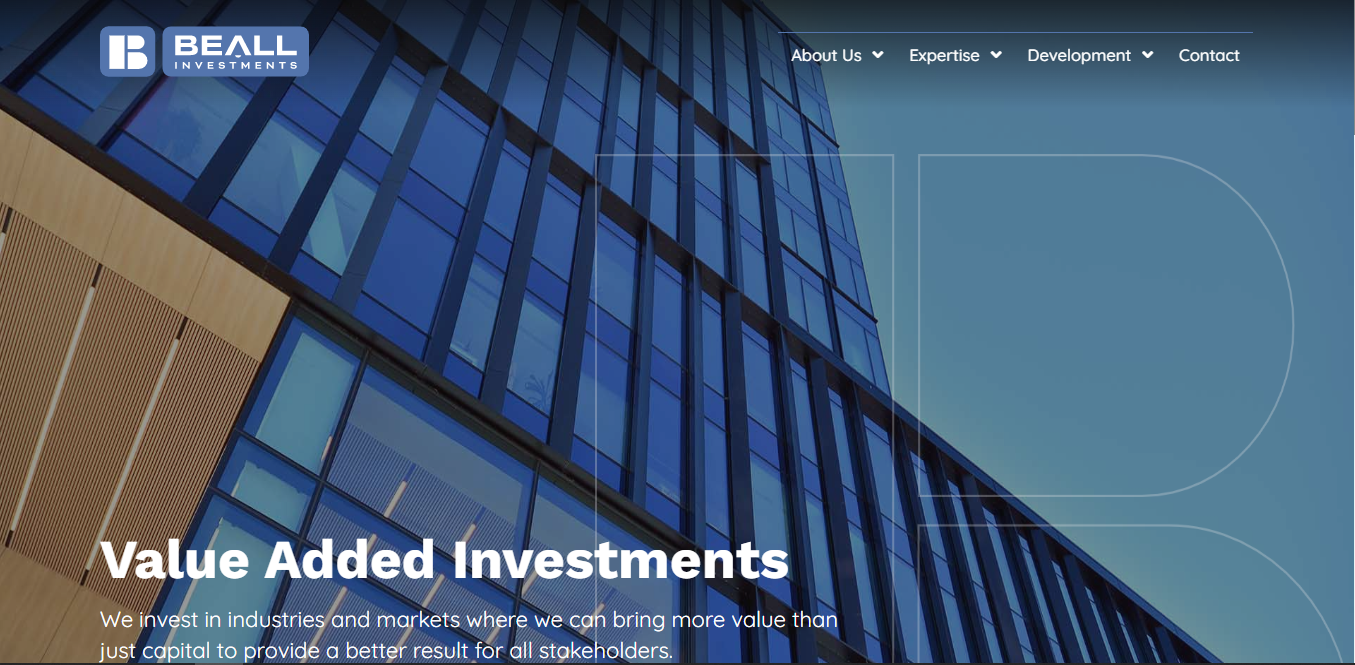 BEALL
INVESTMENTS
About Us
Expertise
Development
Contact
Value Added Investments
We invest in industries and markets where we can bring more value than
just capital to provide a better result for all stakeholders.